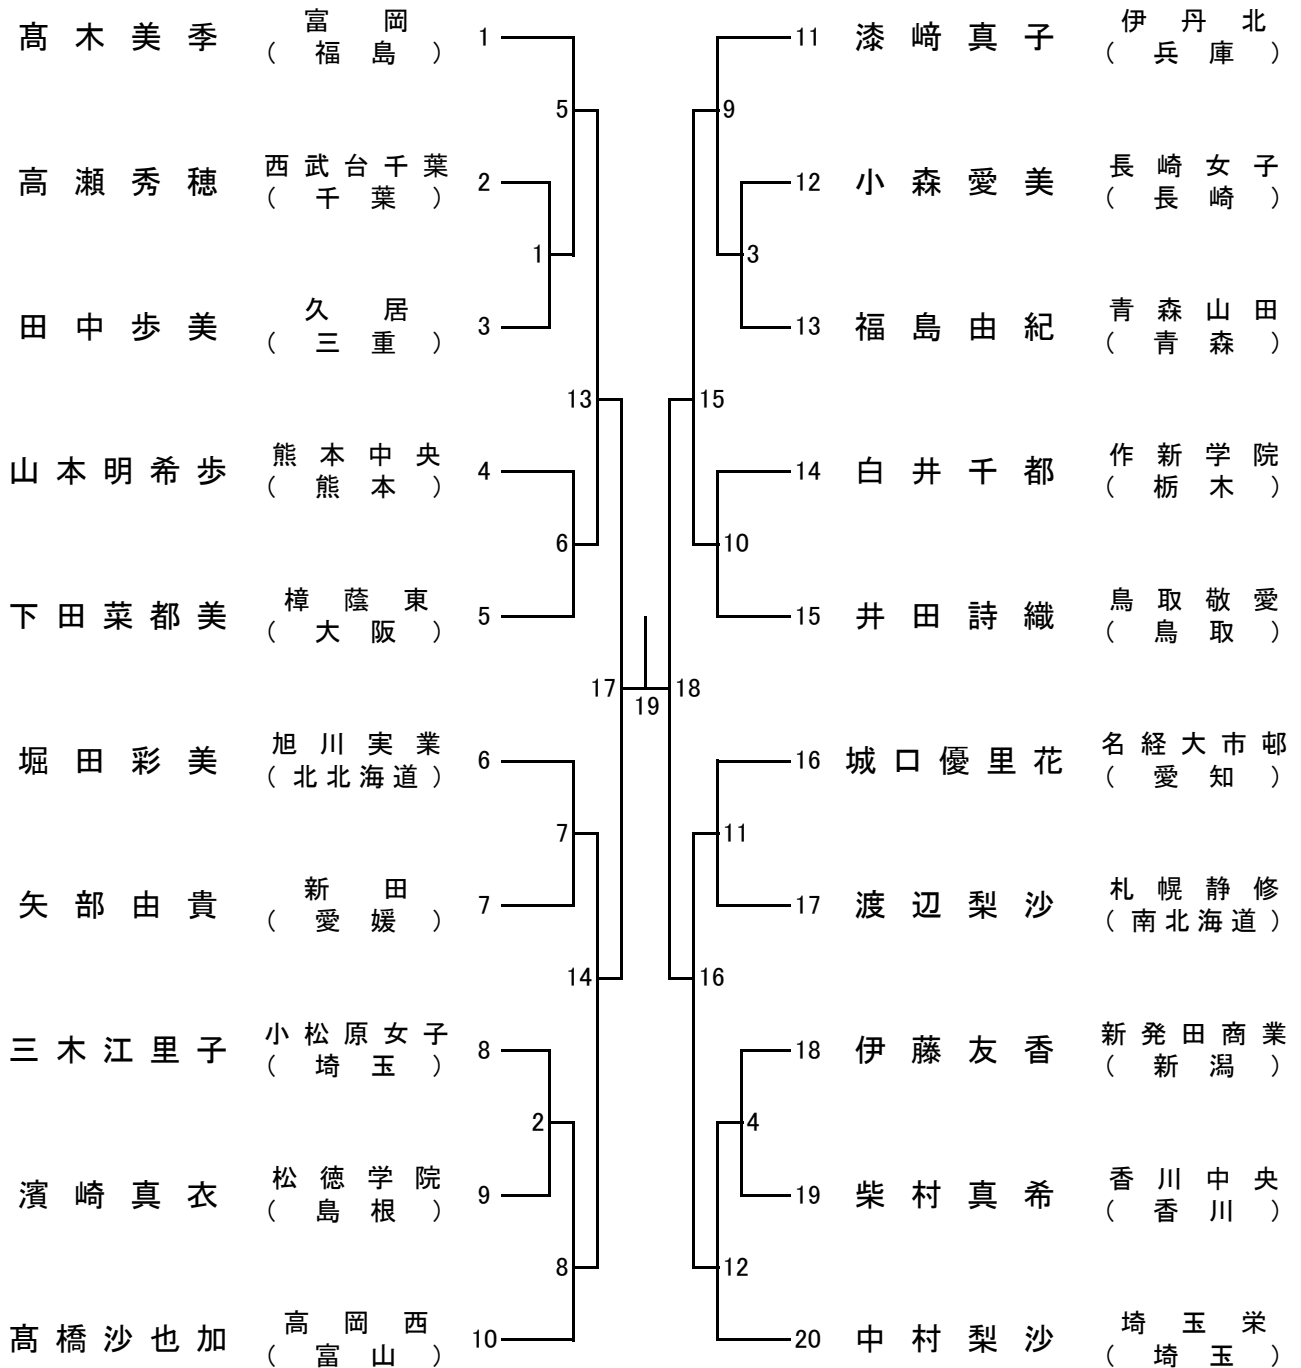 髙木美季 富岡 (福島) 1
高瀬秀穂 西武台千葉 (千葉) 2
田中歩美 久居 (三重) 3
山本明希歩 熊本中央 (熊本) 4
下田菜都美 樟蔭東 (大阪) 5
堀田彩美 旭川実業 (北北海道) 6
矢部由貴 新田 (愛媛) 7
三木江里子 小松原女子 (埼玉) 8
濱崎真衣 松徳学院 (島根) 9
髙橋沙也加 高岡西 (富山) 10
5
1
13
6
17
7
14
2
8
19
9
3
15
10
18
11
16
4
12
11 漆﨑真子 伊丹北 (兵庫)
12 小森愛美 長崎女子 (長崎)
13 福島由紀 青森山田 (青森)
14 白井千都 作新学院 (栃木)
15 井田詩織 鳥取敬愛 (鳥取)
16 城口優里花 名経大市邨 (愛知)
17 渡辺梨沙 札幌静修 (南北海道)
18 伊藤友香 新発田商業 (新潟)
19 柴村真希 香川中央 (香川)
20 中村梨沙 埼玉栄 (埼玉)